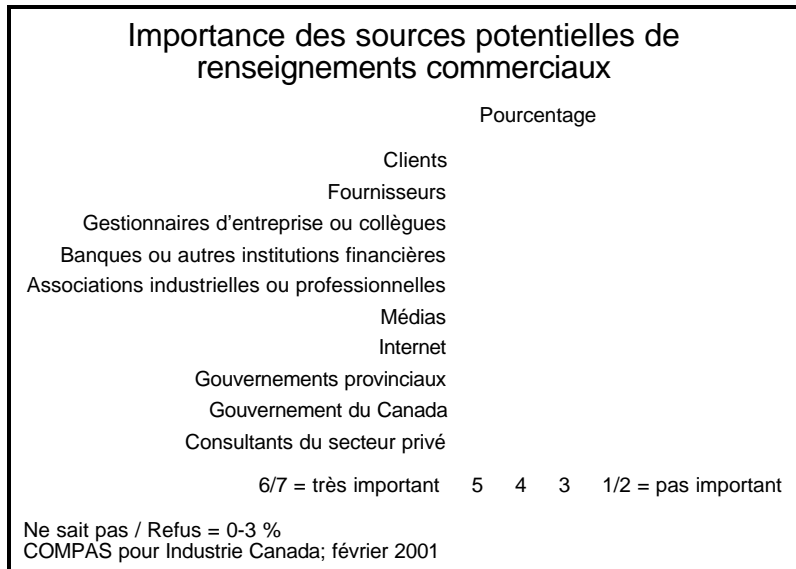 Importance des sources potentielles de
renseignements commerciaux
Pourcentage
Clients
Fournisseurs
Gestionnaires d'entreprise ou collègues
Banques ou autres institutions financières
Associations industrielles ou professionnelles
Médias
Internet
Gouvernements provinciaux
Gouvernement du Canada
Consultants du secteur privé
6/7 = très important 5 4 3 1/2 = pas important
Ne sait pas / Refus = 0-3 %
COMPAS pour Industrie Canada; février 2001